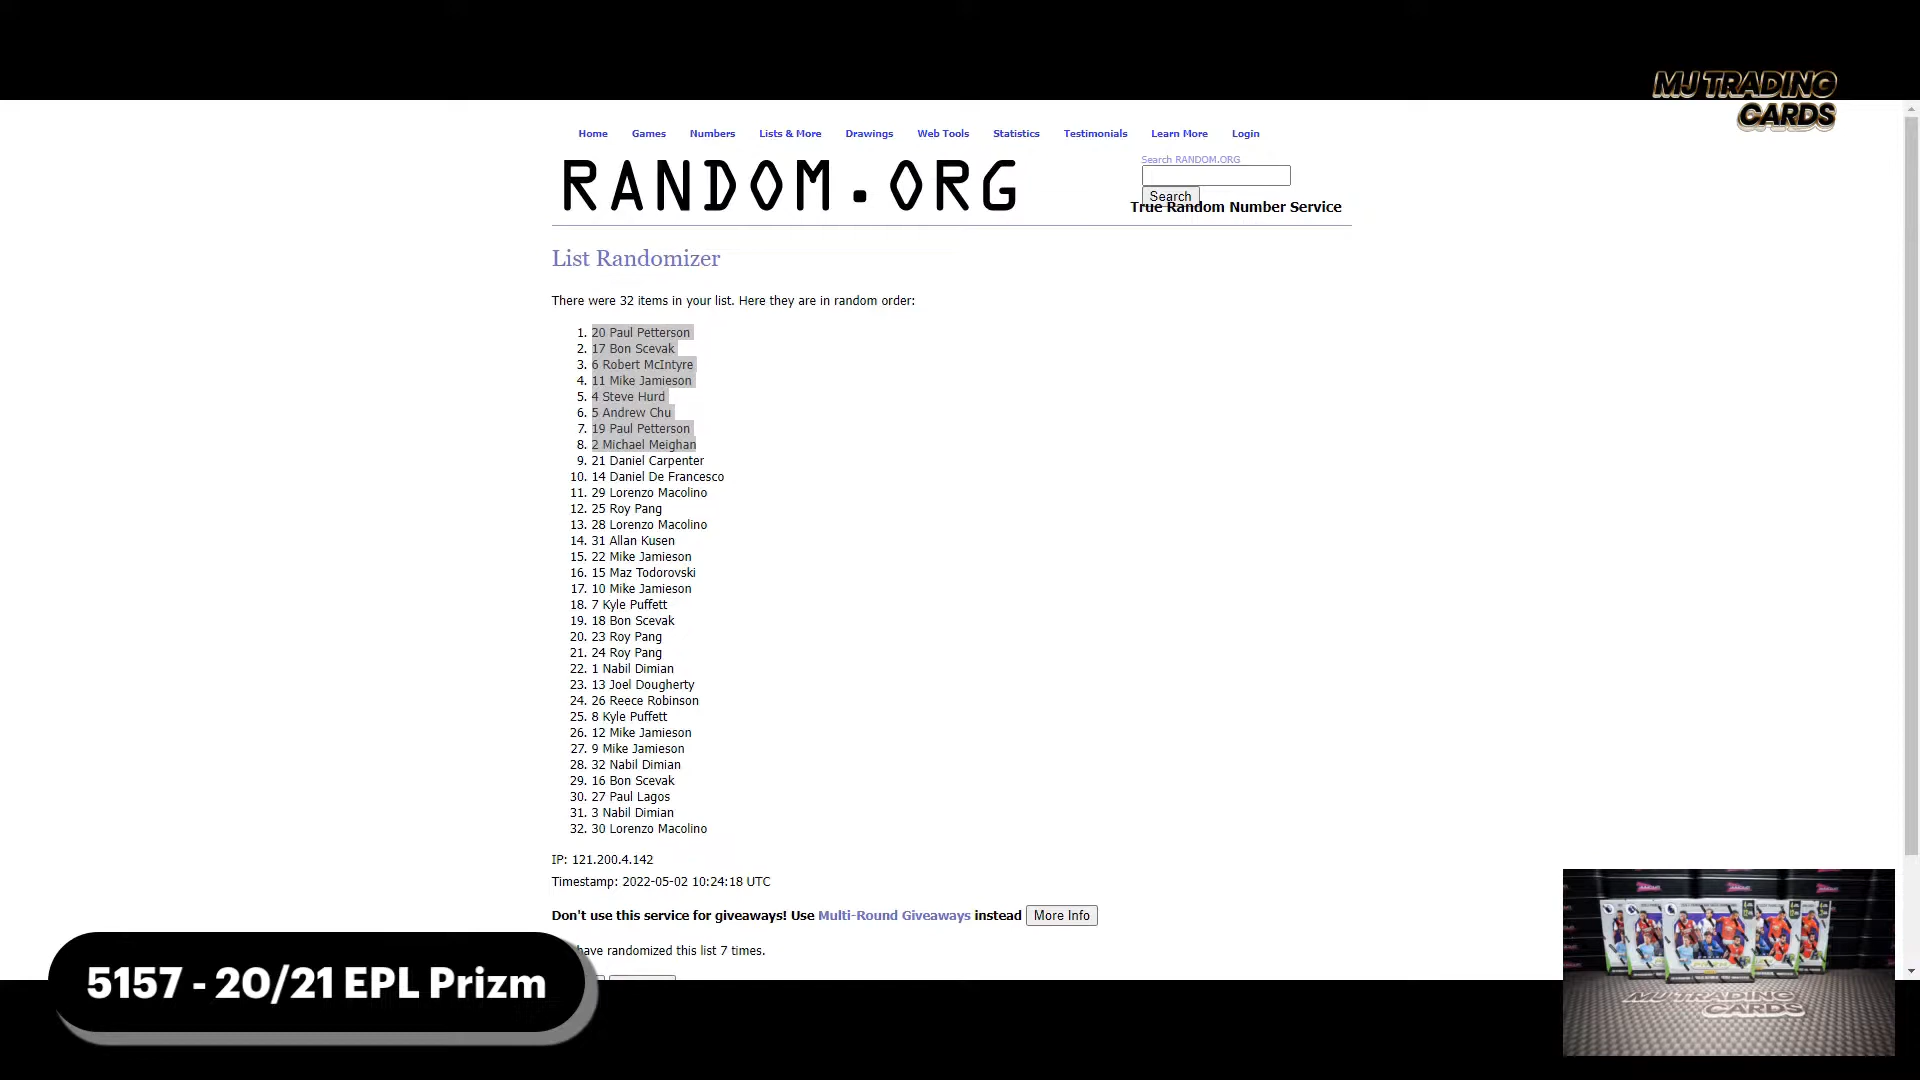 MJ TRADING
CARDS
Home Games Numbers Lists & More Drawings Web Tools Statistics Testimonials Learn More Login
RANDOM.ORG
Search RANDOM.ORG
Search
True Random Number Service
List Randomizer
There were 32 items in your list. Here they are in random order:
1. 20 Paul Petterson
2. 17 Bon Scevak
3. 6 Robert McIntyre
4. 11 Mike Jamieson
5. 4 Steve Hurd
6. 5 Andrew Chu
7. 19 Paul Petterson
8. 2 Michael Meighan
9. 21 Daniel Carpenter
10. 14 Daniel De Francesco
11. 29 Lorenzo Macolino
12. 25 Roy Pang
13. 28 Lorenzo Macolino
14. 31 Allan Kusen
15. 22 Mike Jamieson
16. 15 Maz Todorovski
17. 10 Mike Jamieson
18. 7 Kyle Puffett
19. 18 Bon Scevak
20. 23 Roy Pang
21. 24 Roy Pang
22. 1 Nabil Dimian
23. 13 Joel Dougherty
24. 26 Reece Robinson
25. 8 Kyle Puffett
26. 12 Mike Jamieson
27. 9 Mike Jamieson
28. 32 Nabil Dimian
29. 16 Bon Scevak
30. 27 Paul Lagos
31. 3 Nabil Dimian
32. 30 Lorenzo Macolino
IP: 121.200.4.142
Timestamp: 2022-05-02 10:24:18 UTC
Don't use this service for giveaways! Use Multi-Round Giveaways instead More Info
have randomized this list 7 times.
5157 - 20/21 EPL Prizm
MJ TRADING
CARDS